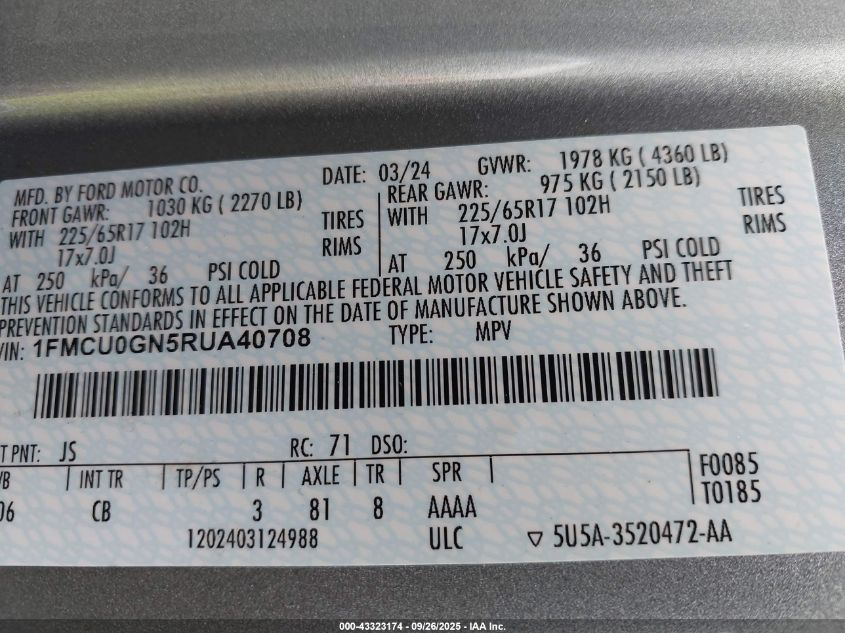 MFD. BY FORD MOTOR CO.
DATE: 03/24 GVWR: 1978 KG ( 4360 LB)
FRONT GAWR: 1030 KG ( 2270 LB)
WITH 225/65R17 102H TIRES
17x7.0J RIMS
AT 250 kPa/ 36 PSI COLD
REAR GAWR: 975 KG ( 2150 LB)
WITH 225/65R17 102H TIRES
17x7.0J RIMS
AT 250 kPa/ 36 PSI COLD
THIS VEHICLE CONFORMS TO ALL APPLICABLE FEDERAL MOTOR VEHICLE SAFETY AND THEFT
PREVENTION STANDARDS IN EFFECT ON THE DATE OF MANUFACTURE SHOWN ABOVE.
VIN: 1FMCU0GN5RUA40708 TYPE: MPV
T PNT: JS RC: 71 DSO:
INT TR TP/PS R AXLE TR SPR
06 CB 3 81 8 AAAA
F0085
T0185
1202403124988 ULC ▽ 5U5A-3520472-AA
000-43323174 - 09/26/2025 - IAA Inc.